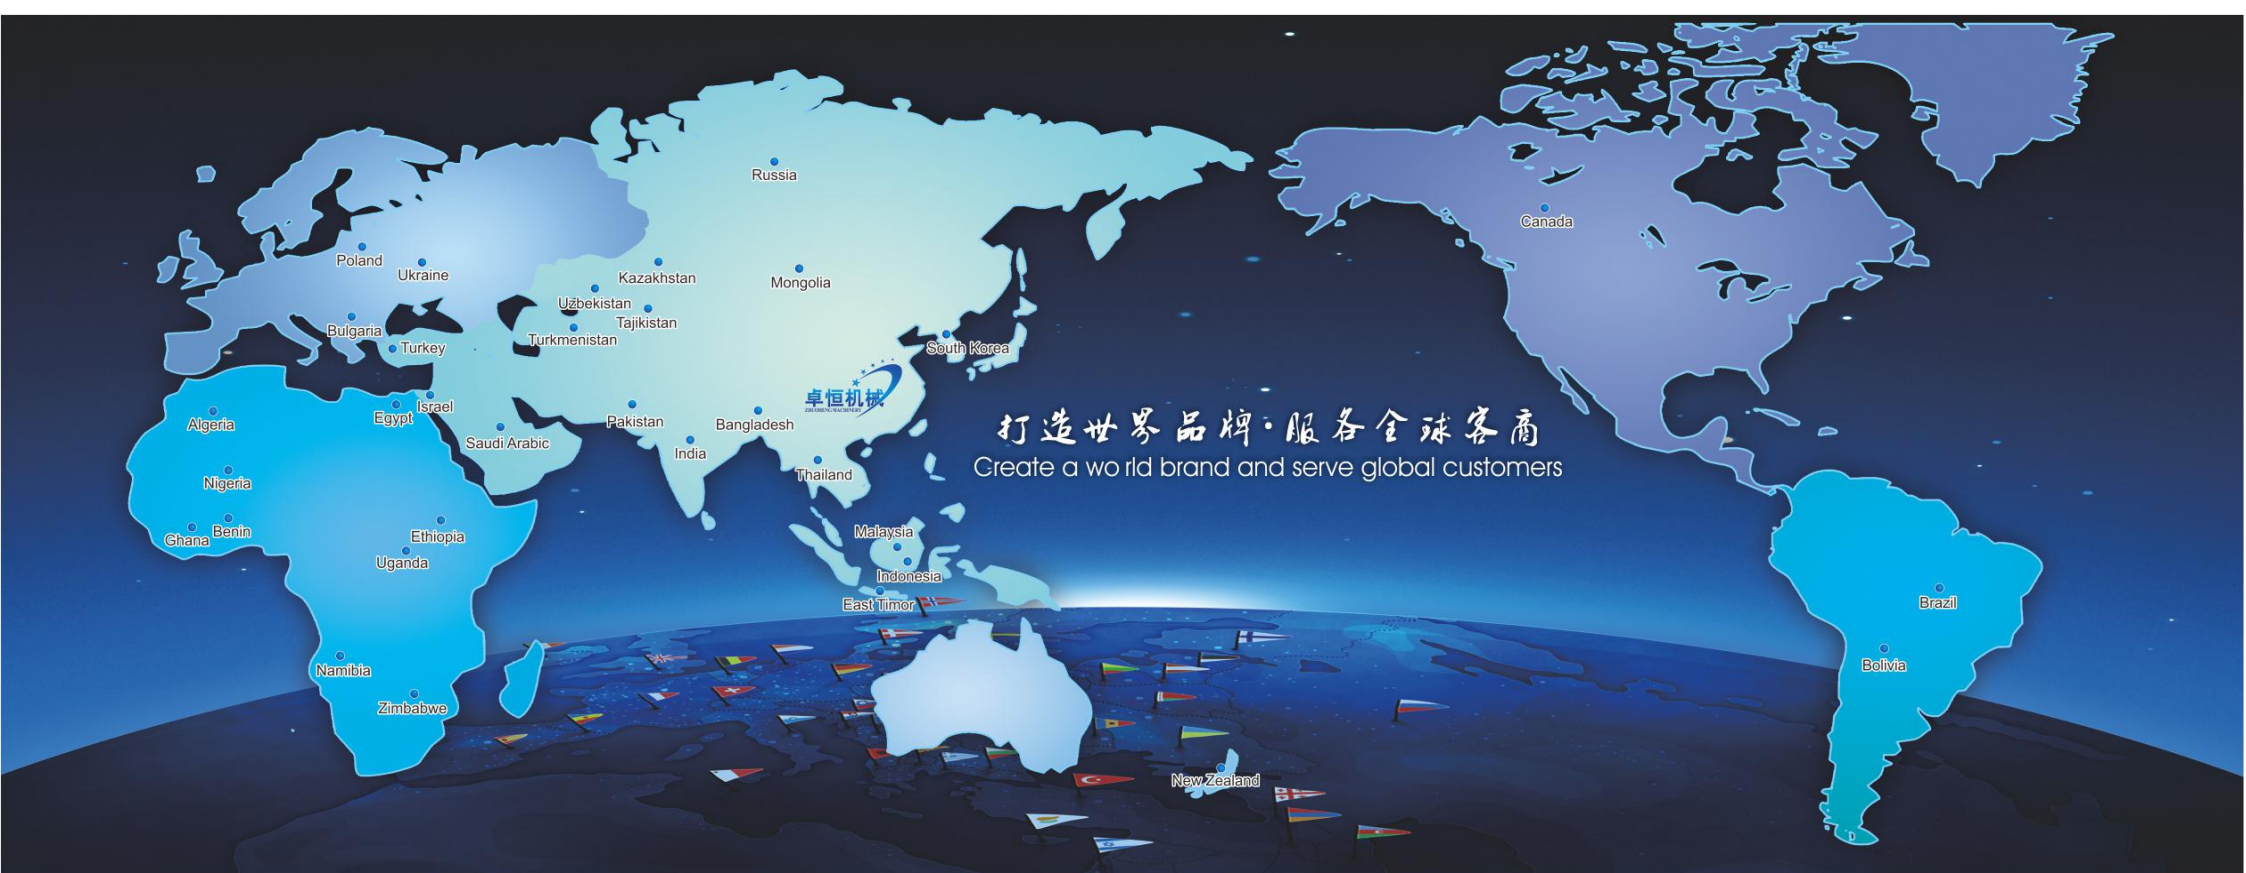 Russia
Canada
Poland
Ukraine
Kazakhstan
Mongolia
Uzbekistan
Tajikistan
Bulgaria
Turkmenistan
Turkey
South Korea
卓恒机械
ZHUOHENG MACHINERY
Israel
Egypt
Algeria
Pakistan
Bangladesh
Saudi Arabic
India
打造世界品牌·服务全球客商
Create a wo rld brand and serve global customers
Thailand
Nigeria
Benin
Ghana
Ethiopia
Malaysia
Uganda
Indonesia
East Timor
Brazil
Namibia
Bolivia
Zimbabwe
New Zealand